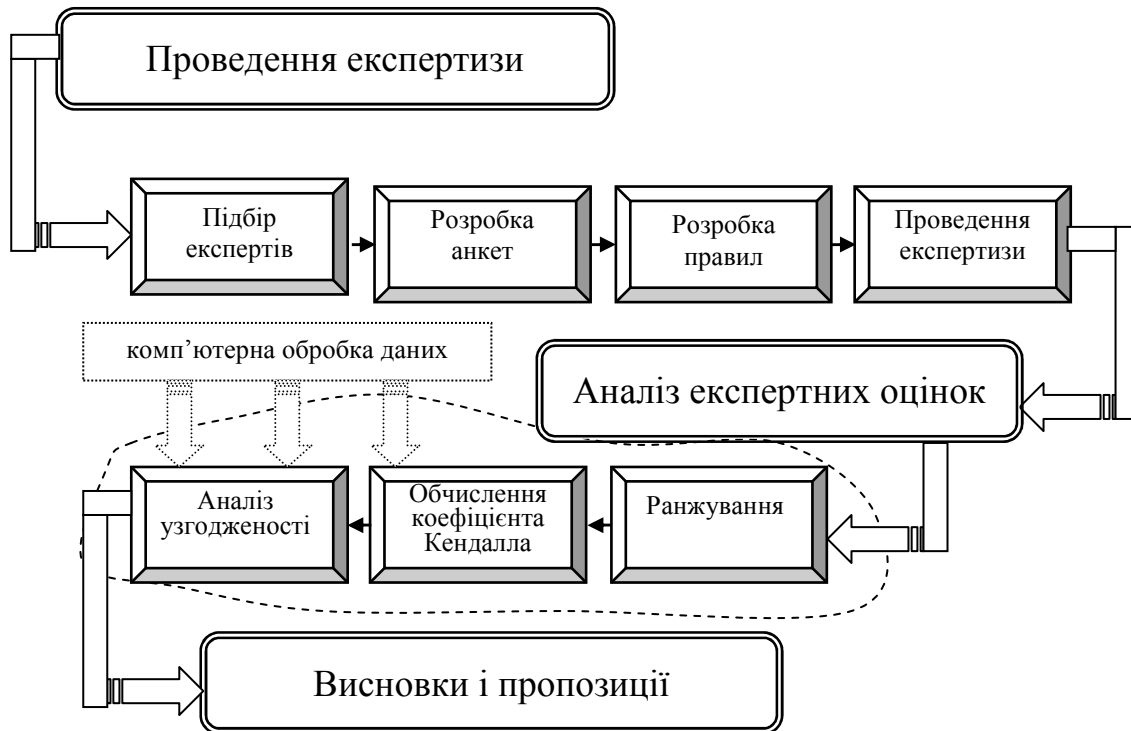 Проведення експертизи
Підбір
експертів
Розробка
анкет
Розробка
правил
Проведення
експертизи
комп’ютерна обробка даних
Аналіз експертних оцінок
Аналіз
узгодженості
Обчислення
коефіцієнта
Кендалла
Ранжування
Висновки і пропозиції